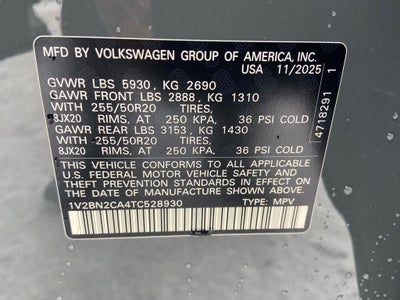 MFD BY VOLKSWAGEN GROUP OF AMERICA, INC.
USA 11/2025
GVWR LBS 5930, KG 2690
GAWR FRONT LBS 2888, KG 1310
WITH 255/50R20 TIRES,
8JX20 RIMS, AT 250 KPA, 36 PSI COLD
GAWR REAR LBS 3153, KG 1430
WITH 255/50R20 TIRES,
8JX20 RIMS, AT 250 KPA, 36 PSI COLD
THIS VEHICLE CONFORMS TO ALL APPLICABLE
U.S. FEDERAL MOTOR VEHICLE SAFETY AND
THEFT PREVENTION STANDARDS IN EFFECT ON
THE DATE OF MANUFACTURE SHOWN ABOVE.
1V2BN2CA4TC528930 TYPE: MPV
4718291 1